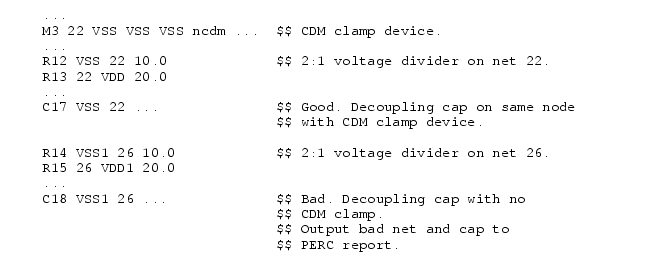 ...
M3 22 VSS VSS VSS ncdm ... $$ CDM clamp device.
...
R12 VSS 22 10.0 $$ 2:1 voltage divider on net 22.
R13 22 VDD 20.0
...
C17 VSS 22 ... $$ Good. Decoupling cap on same node
$$ with CDM clamp device.
R14 VSS1 26 10.0 $$ 2:1 voltage divider on net 26.
R15 26 VDD1 20.0
...
C18 VSS1 26 ... $$ Bad. Decoupling cap with no
$$ CDM clamp.
$$ Output bad net and cap to
$$ PERC report.